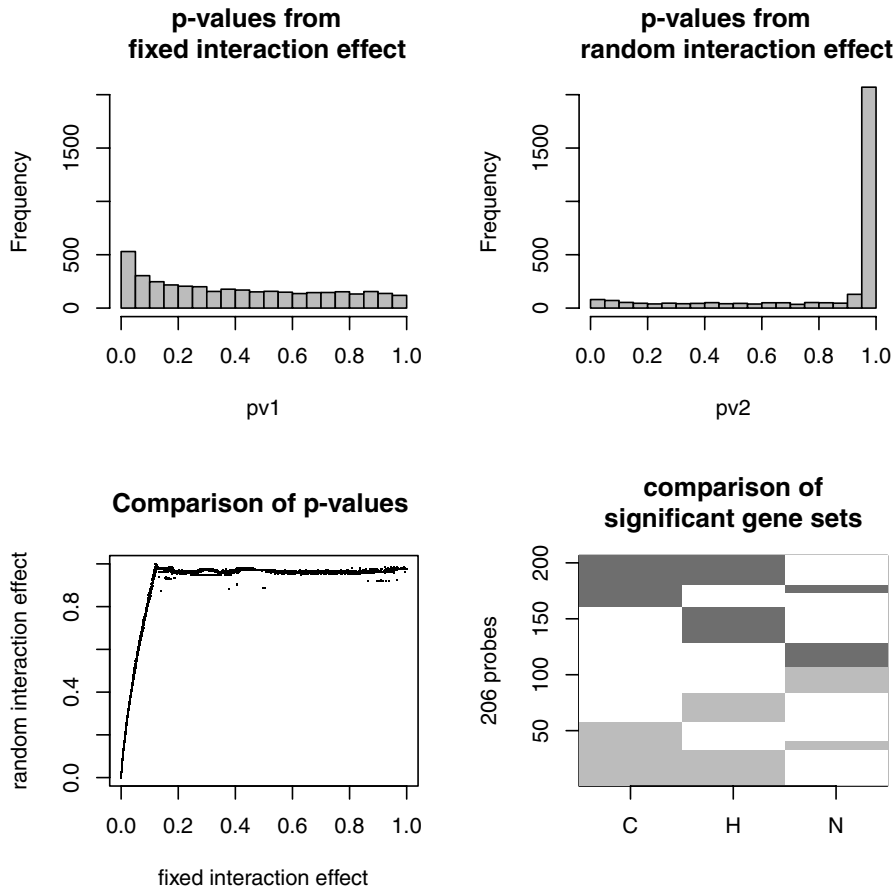 p-values from
fixed interaction effect
Frequency
0 500 1500
0.0 0.2 0.4 0.6 0.8 1.0
pv1
p-values from
random interaction effect
Frequency
0 500 1500
0.0 0.2 0.4 0.6 0.8 1.0
pv2
Comparison of p-values
random interaction effect
0.0 0.4 0.8
0.0 0.2 0.4 0.6 0.8 1.0
fixed interaction effect
comparison of
significant gene sets
206 probes
50 100 150 200
C H N